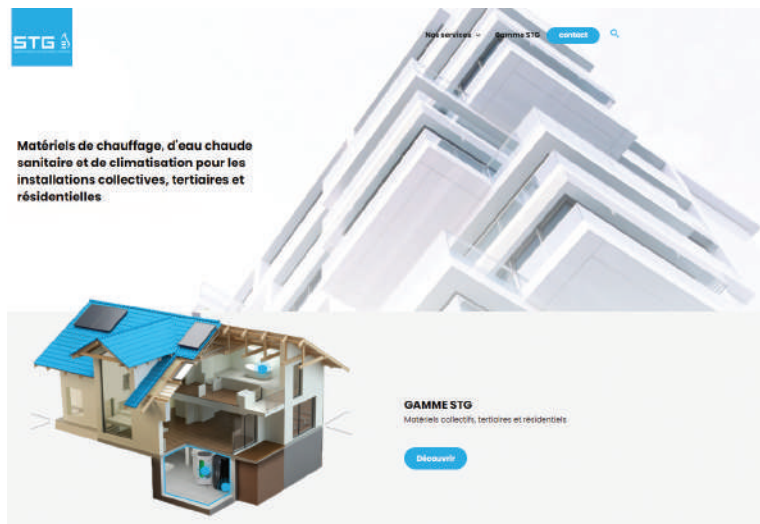 STG
Nos services
Gamme STG
contact
Matériels de chauffage, d'eau chaude
sanitaire et de climatisation pour les
installations collectives, tertiaires et
résidentielles
GAMME STG
Matériels collectifs, tertiaires et résidentiels
Découvrir